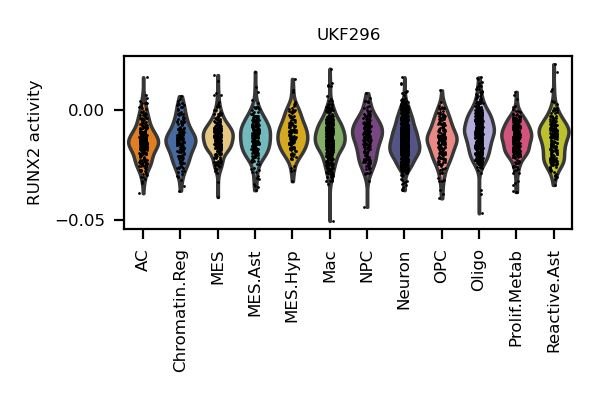 UKF296
RUNX2 activity
0.00
−0.05
AC
Chromatin.Reg
MES
MES.Ast
MES.Hyp
Mac
NPC
Neuron
OPC
Oligo
Prolif.Metab
Reactive.Ast